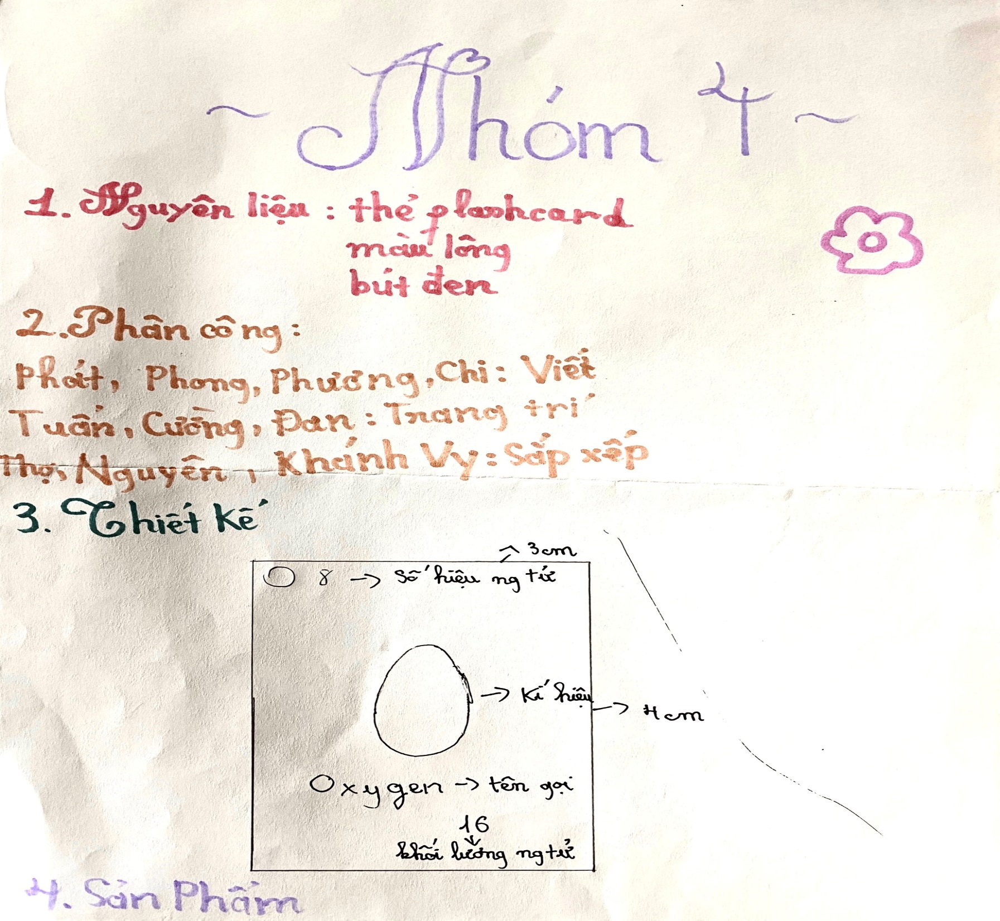 ~ Nhóm 4 ~
1. Nguyên liệu : thẻ flashcard
màu lông
bút đen
2. Phân công :
Phát, Phong, Phương, Chi : Viết
Tuấn, Cường, Đan : Trang trí
Thọ, Nguyên, Khánh Vy : Sắp xếp
3. Thiết kế
3cm
O 8 → Số hiệu ng tử
O → Kí hiệu → 4cm
Oxygen → tên gọi
16
khối lượng ng tử
4. Sản Phẩm